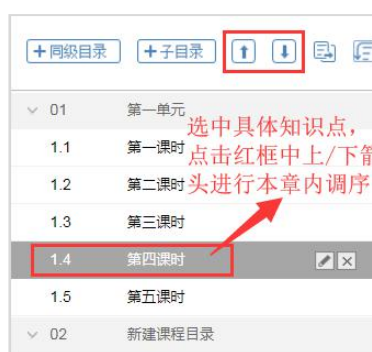 +同级目录 +子目录
01 第一单元
选中具体知识点，
1.1 第一课时
点击红框中上/下箭
1.2 第二课时
头进行本章内调序
1.3 第三课时
1.4 第四课时
1.5 第五课时
02 新建课程目录